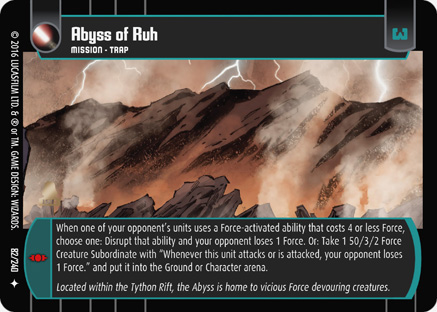 Abyss of Ruh
MISSION - TRAP
When one of your opponent's units uses a Force-activated ability that costs 4 or less Force,
choose one: Disrupt that ability and your opponent loses 1 Force. Or: Take 1 50/3/2 Force
Creature Subordinate with "Whenever this unit attacks or is attacked, your opponent loses
1 Force." and put it into the Ground or Character arena.
Located within the Tython Rift, the Abyss is home to vicious Force devouring creatures.
© 2016 LUCASFILM LTD. & ® or TM. GAME DESIGN: WIZARDS.
82/240